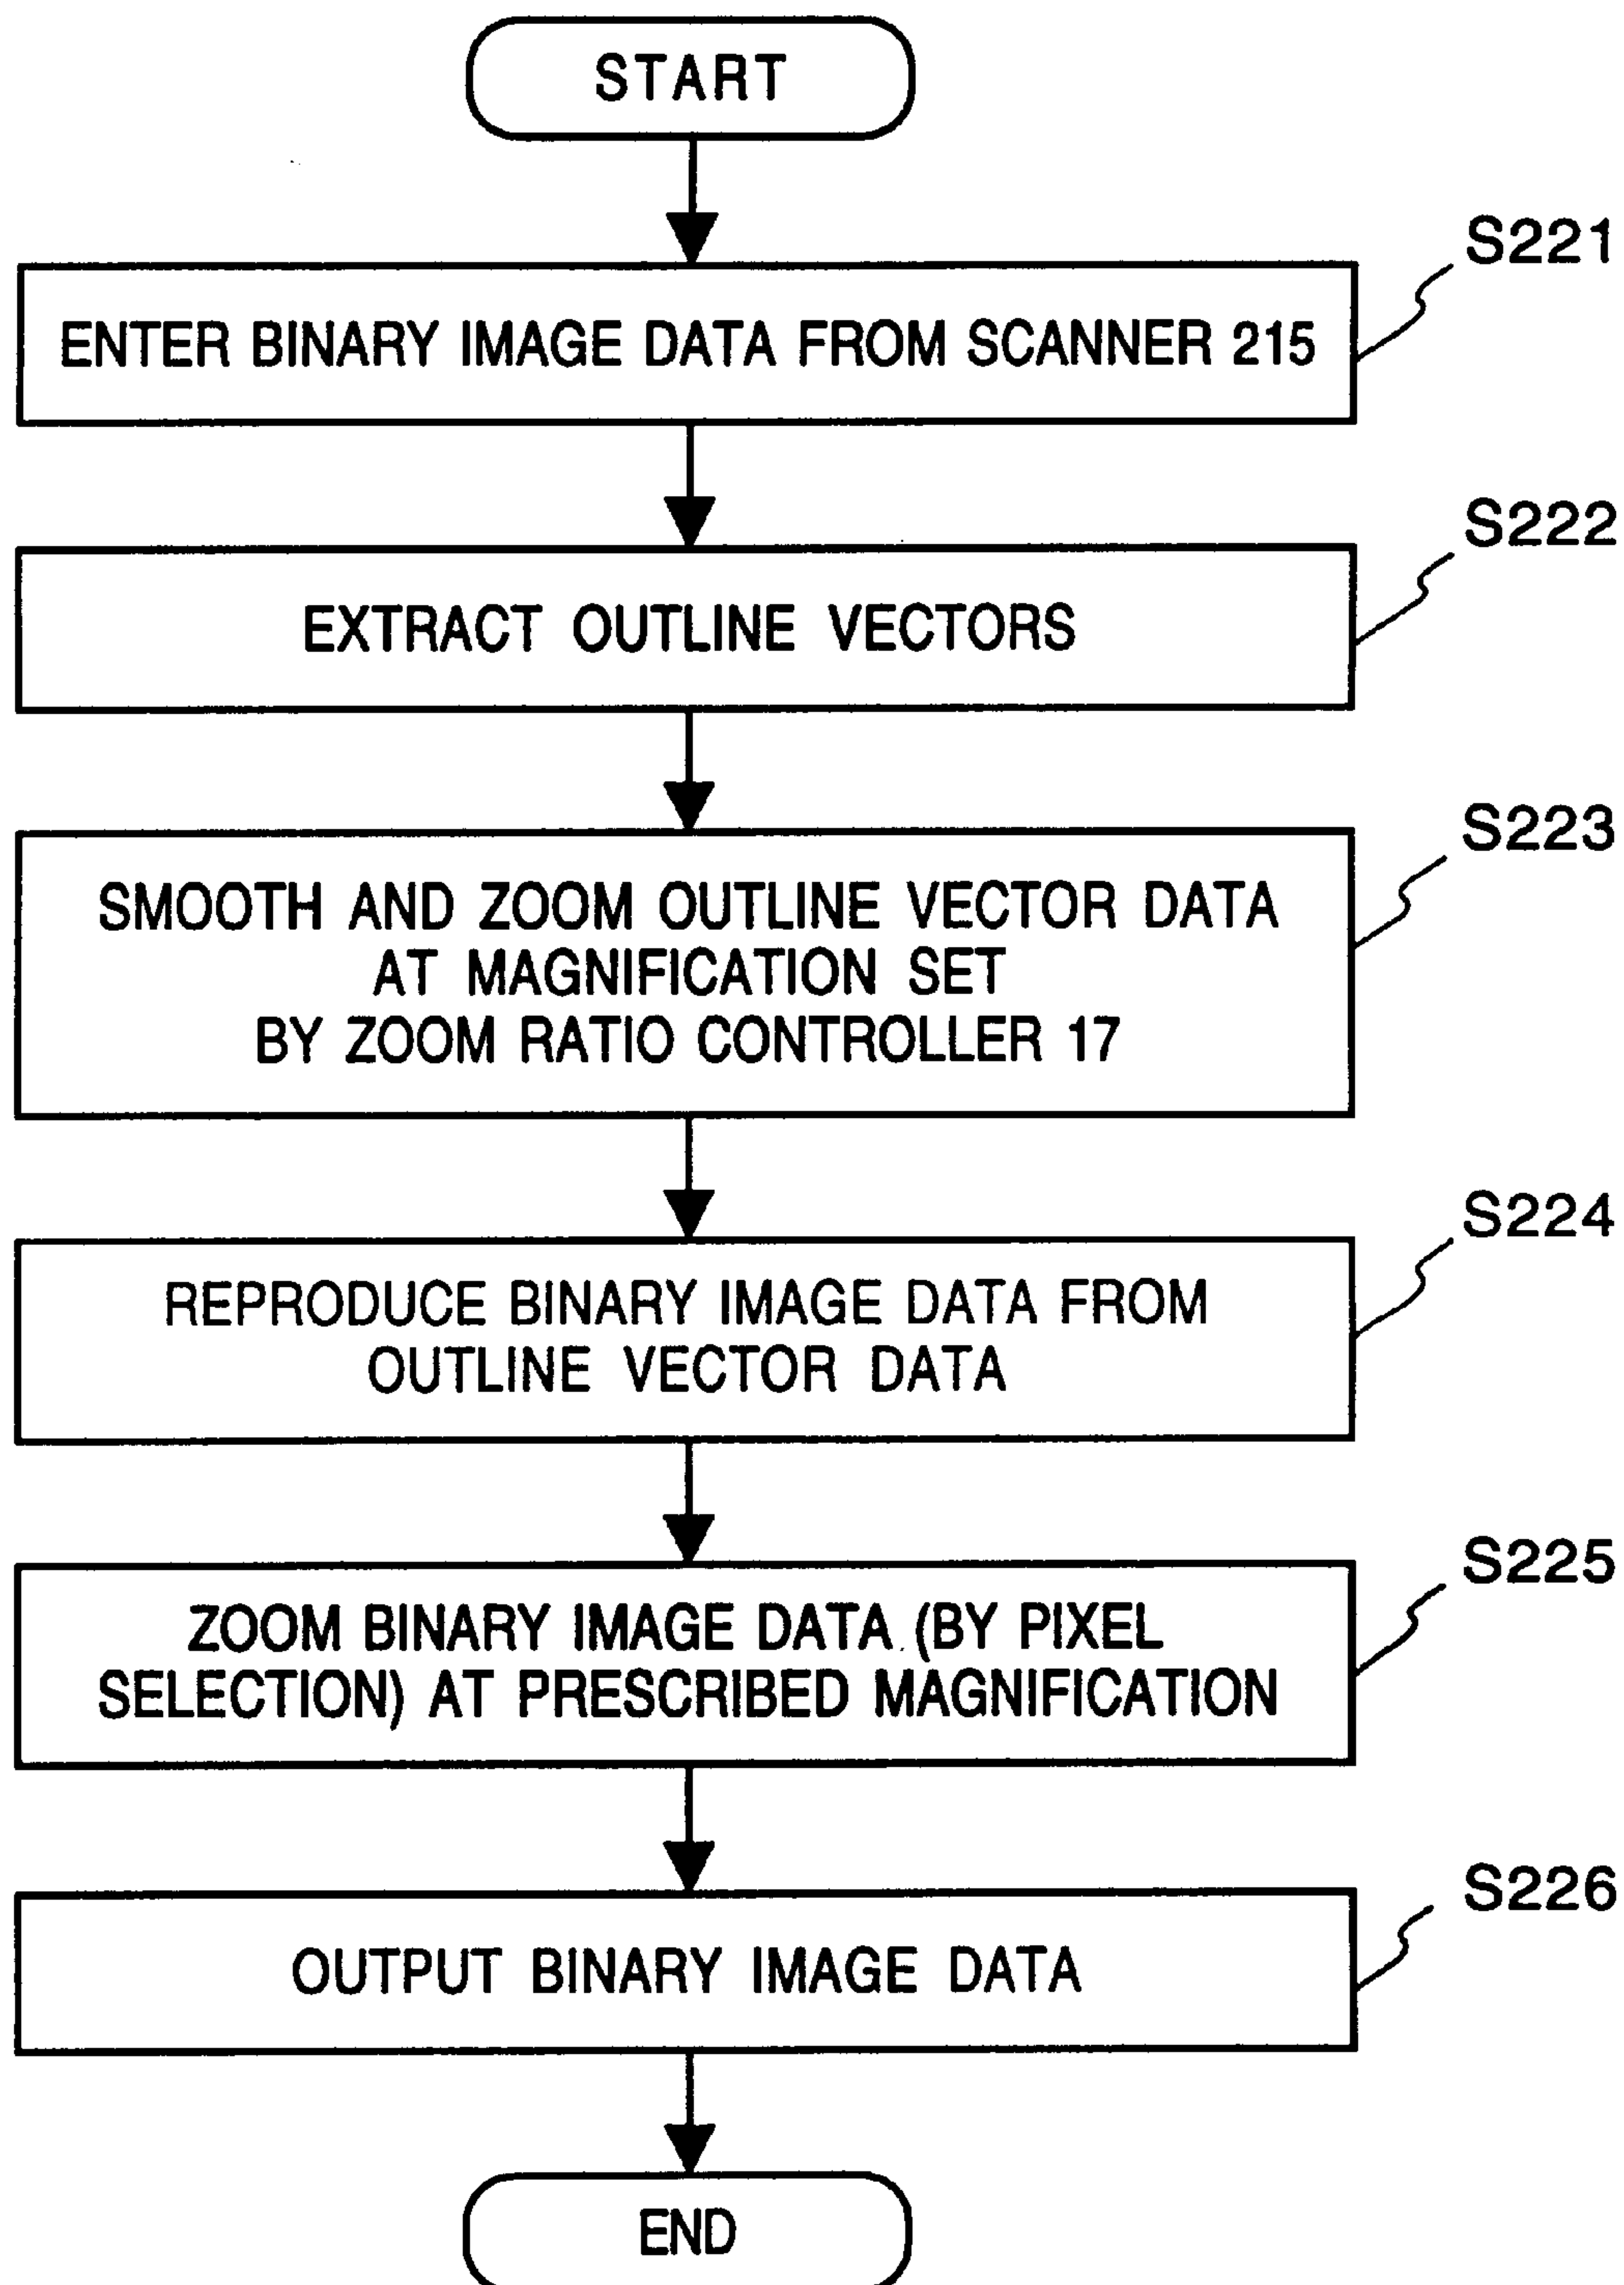 START
S221
ENTER BINARY IMAGE DATA FROM SCANNER 215
S222
EXTRACT OUTLINE VECTORS
S223
SMOOTH AND ZOOM OUTLINE VECTOR DATA
AT MAGNIFICATION SET
BY ZOOM RATIO CONTROLLER 17
S224
REPRODUCE BINARY IMAGE DATA FROM
OUTLINE VECTOR DATA
S225
ZOOM BINARY IMAGE DATA (BY PIXEL
SELECTION) AT PRESCRIBED MAGNIFICATION
S226
OUTPUT BINARY IMAGE DATA
END